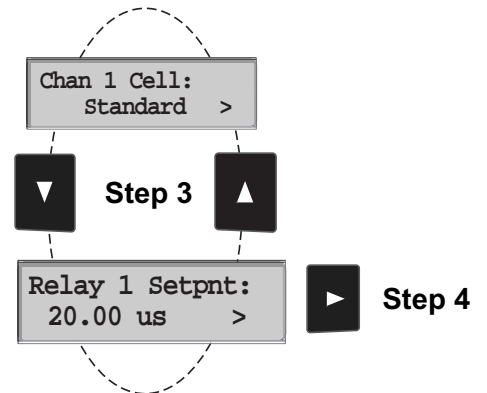 Chan 1 Cell:
Standard >
Step 3
Relay 1 Setpnt:
20.00 us >
Step 4